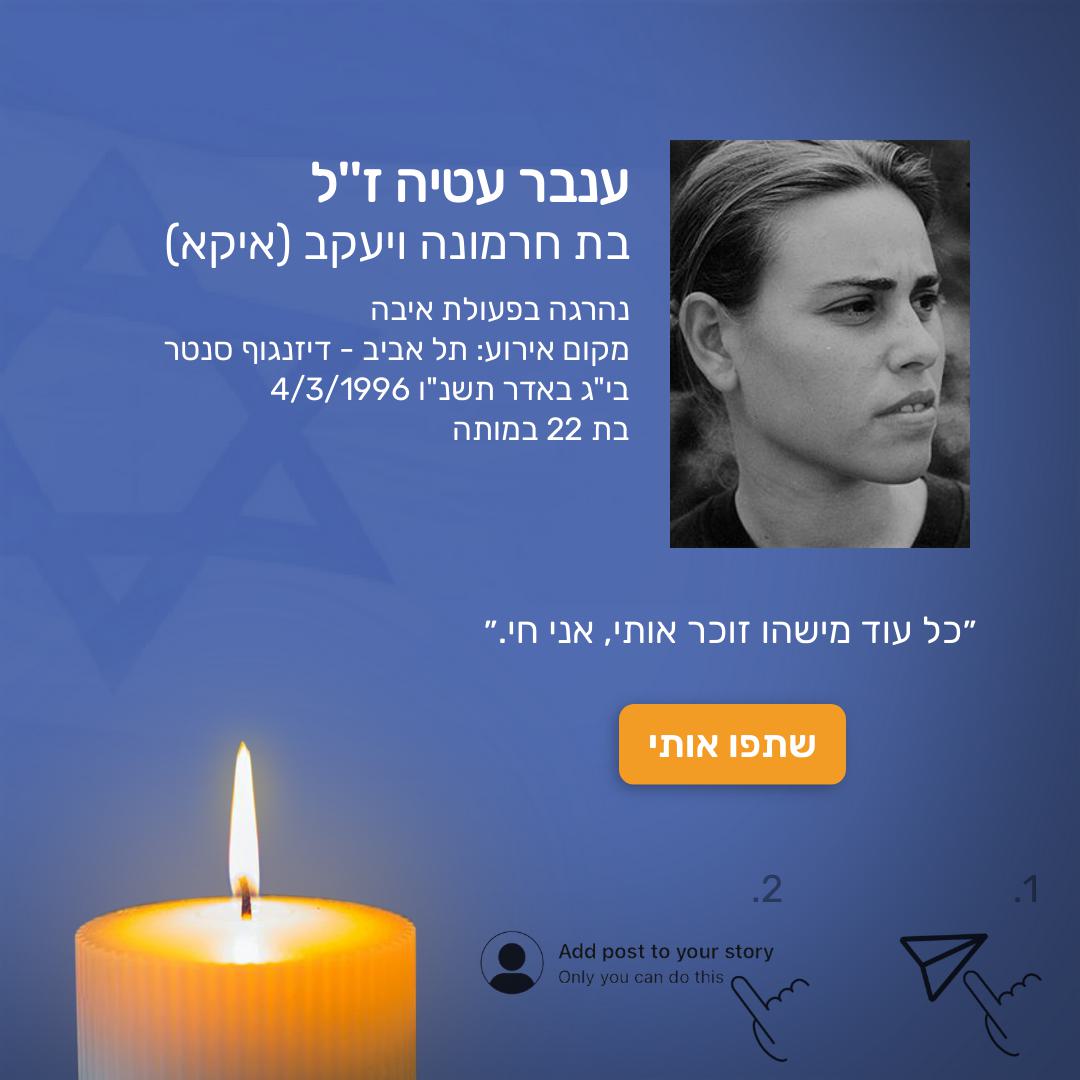 ענבר עטיה ז"ל
בת חרמונה ויעקב (איקא)
נהרגה בפעולת איבה
מקום אירוע: תל אביב - דיזנגוף סנטר
בי"ג באדר תשנ"ו 4/3/1996
בת 22 במותה
״כל עוד מישהו זוכר אותי, אני חי.״
שתפו אותי
.1
.2
Add post to your story
Only you can do this